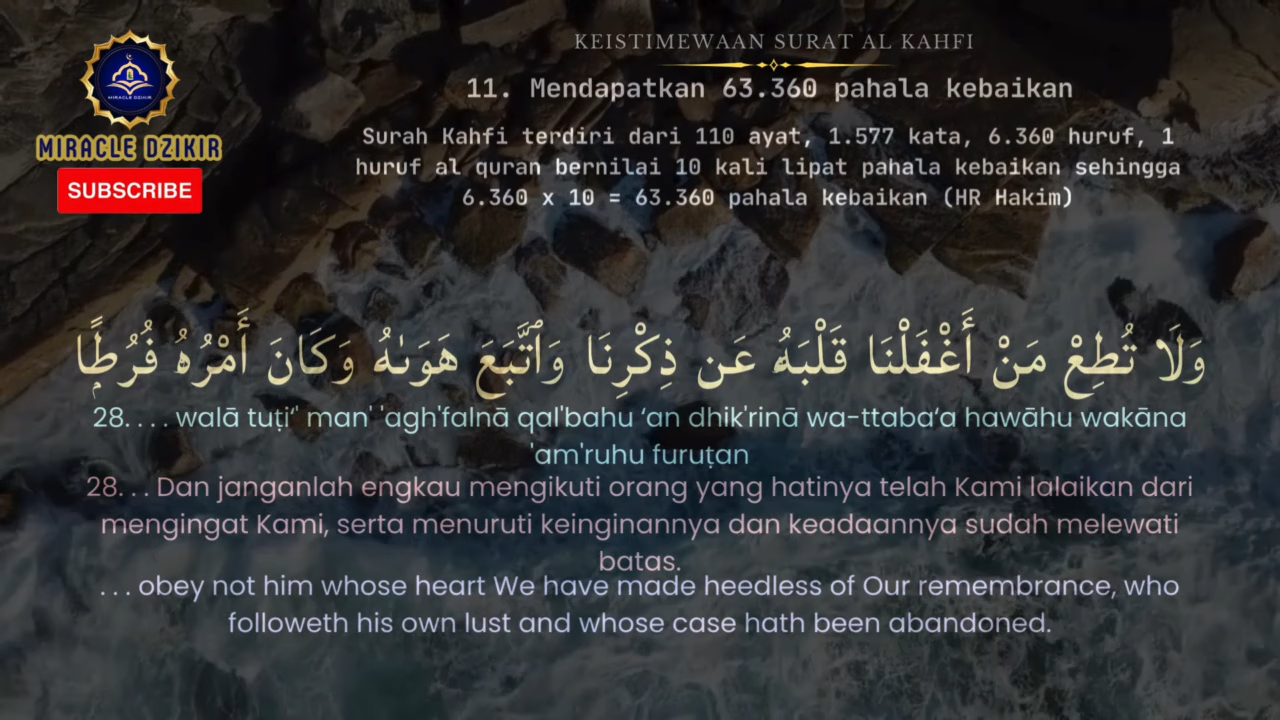 KEISTIMEWAAN SURAT AL KAHFI
11. Mendapatkan 63.360 pahala kebaikan
Surah Kahfi terdiri dari 110 ayat, 1.577 kata, 6.360 huruf, 1
huruf al quran bernilai 10 kali lipat pahala kebaikan sehingga
6.360 x 10 = 63.360 pahala kebaikan (HR Hakim)
MIRACLE DZIKIR
MIRACLE DZIKIR
SUBSCRIBE
وَلَا تُطِعْ مَنْ أَغْفَلْنَا قَلْبَهُۥ عَن ذِكْرِنَا وَٱتَّبَعَ هَوَىٰهُ وَكَانَ أَمْرُهُۥ فُرُطًۭا
28. . . . walā tuṭi‘' man' 'agh'falnā qal'bahu ‘an dhik'rinā wa-ttaba‘a hawāhu wakāna
'am'ruhu furuṭan
28. . . Dan janganlah engkau mengikuti orang yang hatinya telah Kami lalaikan dari
mengingat Kami, serta menuruti keinginannya dan keadaannya sudah melewati
batas.
. . . obey not him whose heart We have made heedless of Our remembrance, who
followeth his own lust and whose case hath been abandoned.